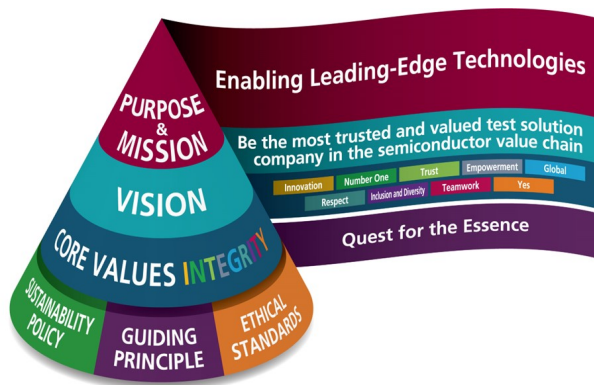 PURPOSE
&
MISSION
Enabling Leading-Edge Technologies
VISION
Be the most trusted and valued test solution
company in the semiconductor value chain
CORE VALUES INTEGRITY
Innovation Number One Trust Empowerment Global
Respect Inclusion and Diversity Teamwork Yes
SUSTAINABILITY
POLICY
GUIDING
PRINCIPLE
ETHICAL
STANDARDS
Quest for the Essence